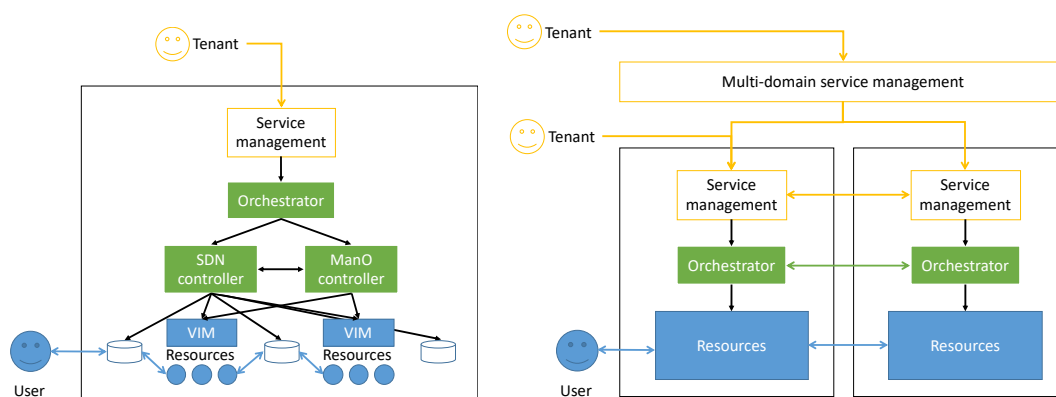 Tenant
Service
management
Orchestrator
SDN
controller
ManO
controller
VIM
VIM
Resources
Resources
User
Tenant
Multi-domain service management
Tenant
Service
management
Service
management
Orchestrator
Orchestrator
Resources
Resources
User